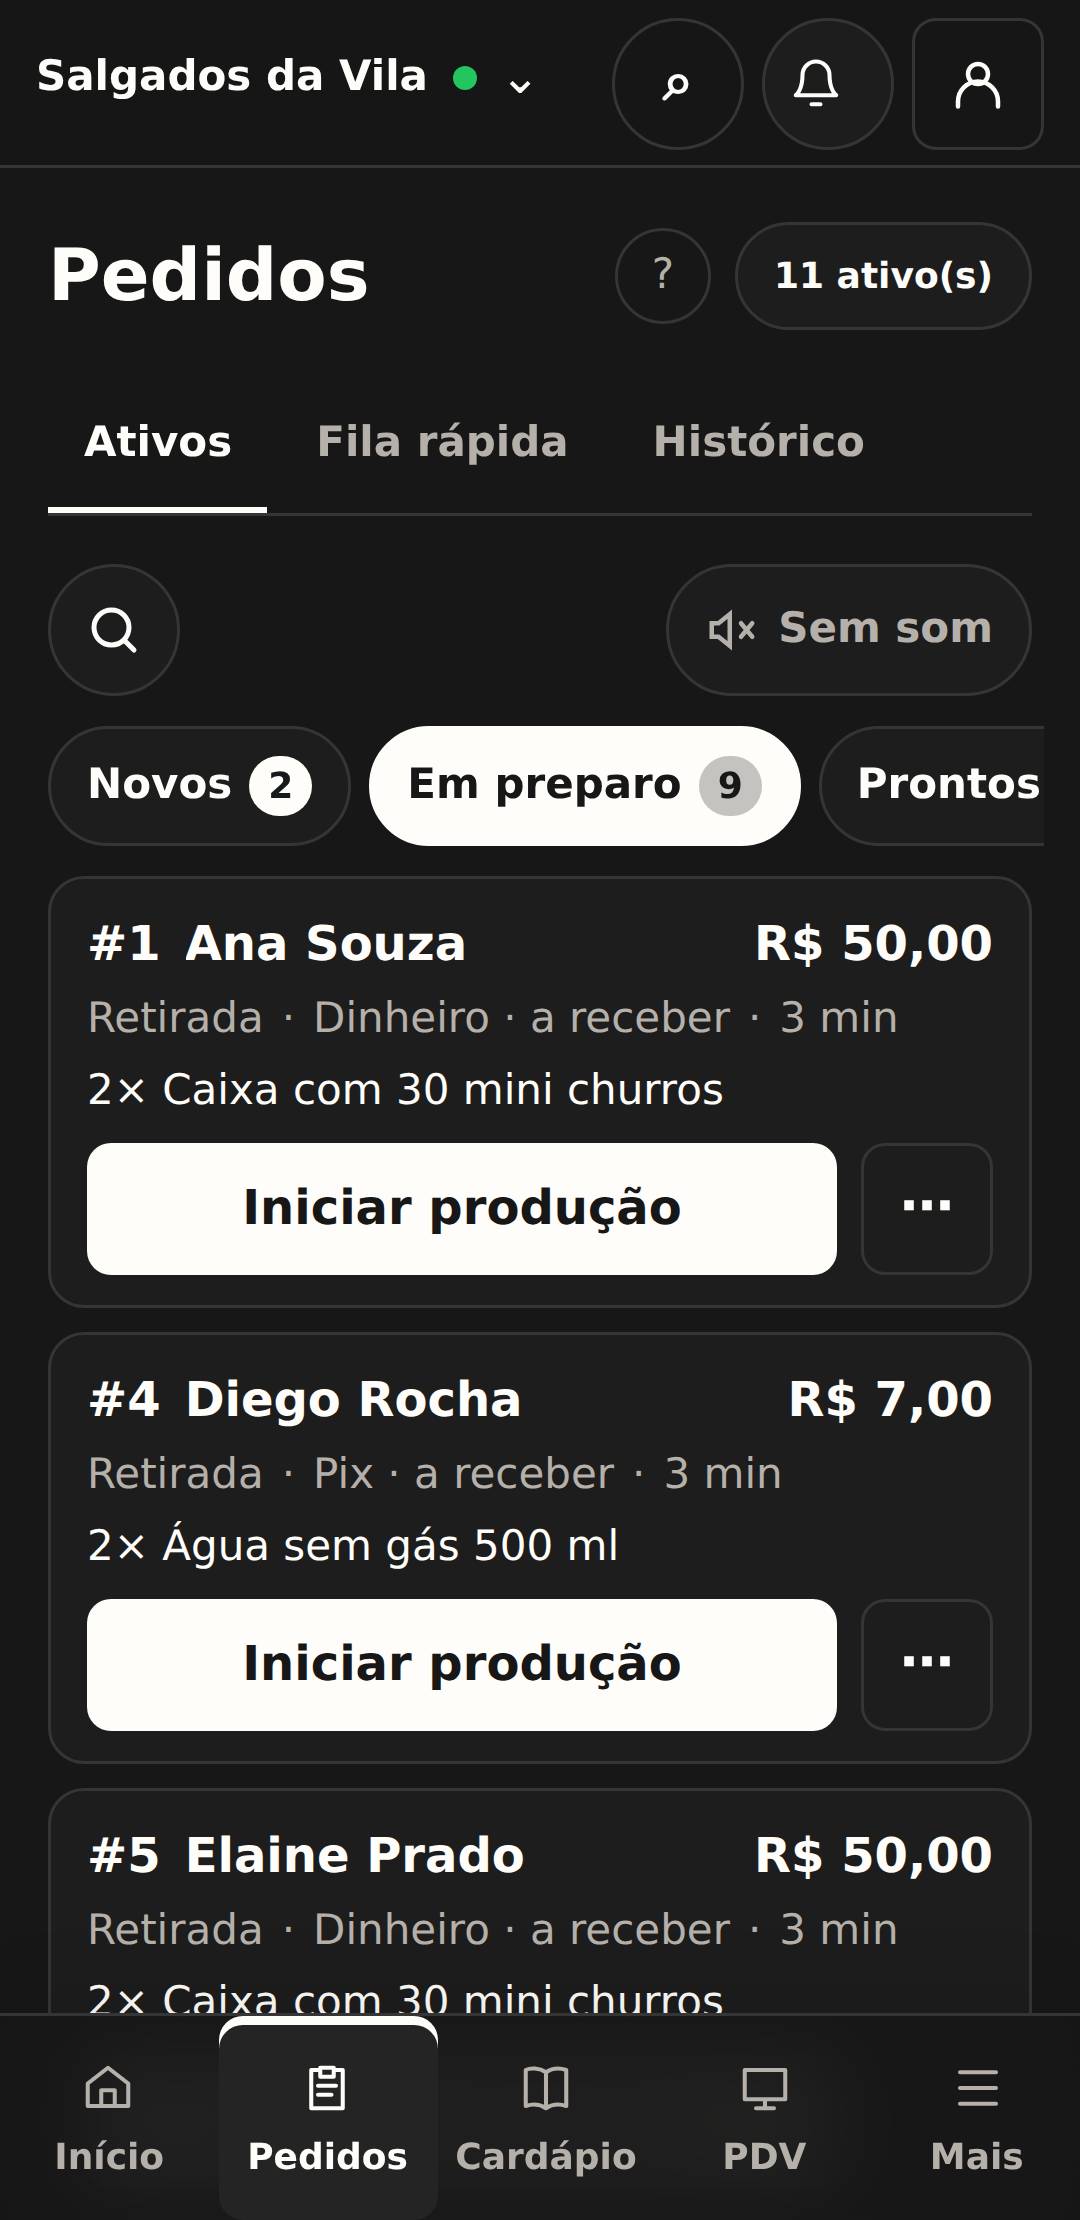 Salgados da Vila
Pedidos
?
11 ativo(s)
Ativos
Fila rápida
Histórico
Sem som
Novos 2
Em preparo 9
Prontos
#1 Ana Souza
R$ 50,00
Retirada · Dinheiro · a receber · 3 min
2× Caixa com 30 mini churros
Iniciar produção
...
#4 Diego Rocha
R$ 7,00
Retirada · Pix · a receber · 3 min
2× Água sem gás 500 ml
Iniciar produção
...
#5 Elaine Prado
R$ 50,00
Retirada · Dinheiro · a receber · 3 min
2× Caixa com 30 mini churros
Início
Pedidos
Cardápio
PDV
Mais